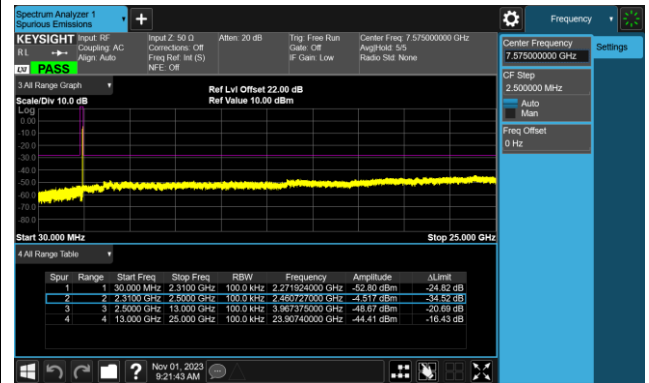 Spectrum Analyzer 1
Spurious Emissions
+
Frequency
KEYSIGHT
RL
Input: RF
Coupling: AC
Align: Auto
Input Z: 50 Ω
Corrections: Off
Freq Ref: Int (S)
NFE: Off
Atten: 20 dB
Trig: Free Run
Gate: Off
IF Gain: Low
Center Freq: 7.575000000 GHz
Avg|Hold: 5/5
Radio Std: None
LXI PASS
Center Frequency
7.575000000 GHz
Settings
CF Step
2.500000 MHz
Auto
Man
Freq Offset
0 Hz
3 All Range Graph
Ref Lvl Offset 22.00 dB
Scale/Div 10.0 dB
Ref Value 10.00 dBm
Log
0.00
-10.0
-20.0
-30.0
-40.0
-50.0
-60.0
-70.0
-80.0
Start 30.000 MHz
Stop 25.000 GHz
4 All Range Table
Spur Range Start Freq Stop Freq RBW Frequency Amplitude ΔLimit
1 1 30.000 MHz 2.3100 GHz 100.0 kHz 2.271924000 GHz -52.80 dBm -24.82 dB
2 2 2.3100 GHz 2.5000 GHz 100.0 kHz 2.460727000 GHz -4.517 dBm -34.52 dB
3 3 2.5000 GHz 13.000 GHz 100.0 kHz 3.967375000 GHz -48.67 dBm -20.69 dB
4 4 13.000 GHz 25.000 GHz 100.0 kHz 23.90740000 GHz -44.41 dBm -16.43 dB
?
Nov 01, 2023
9:21:43 AM